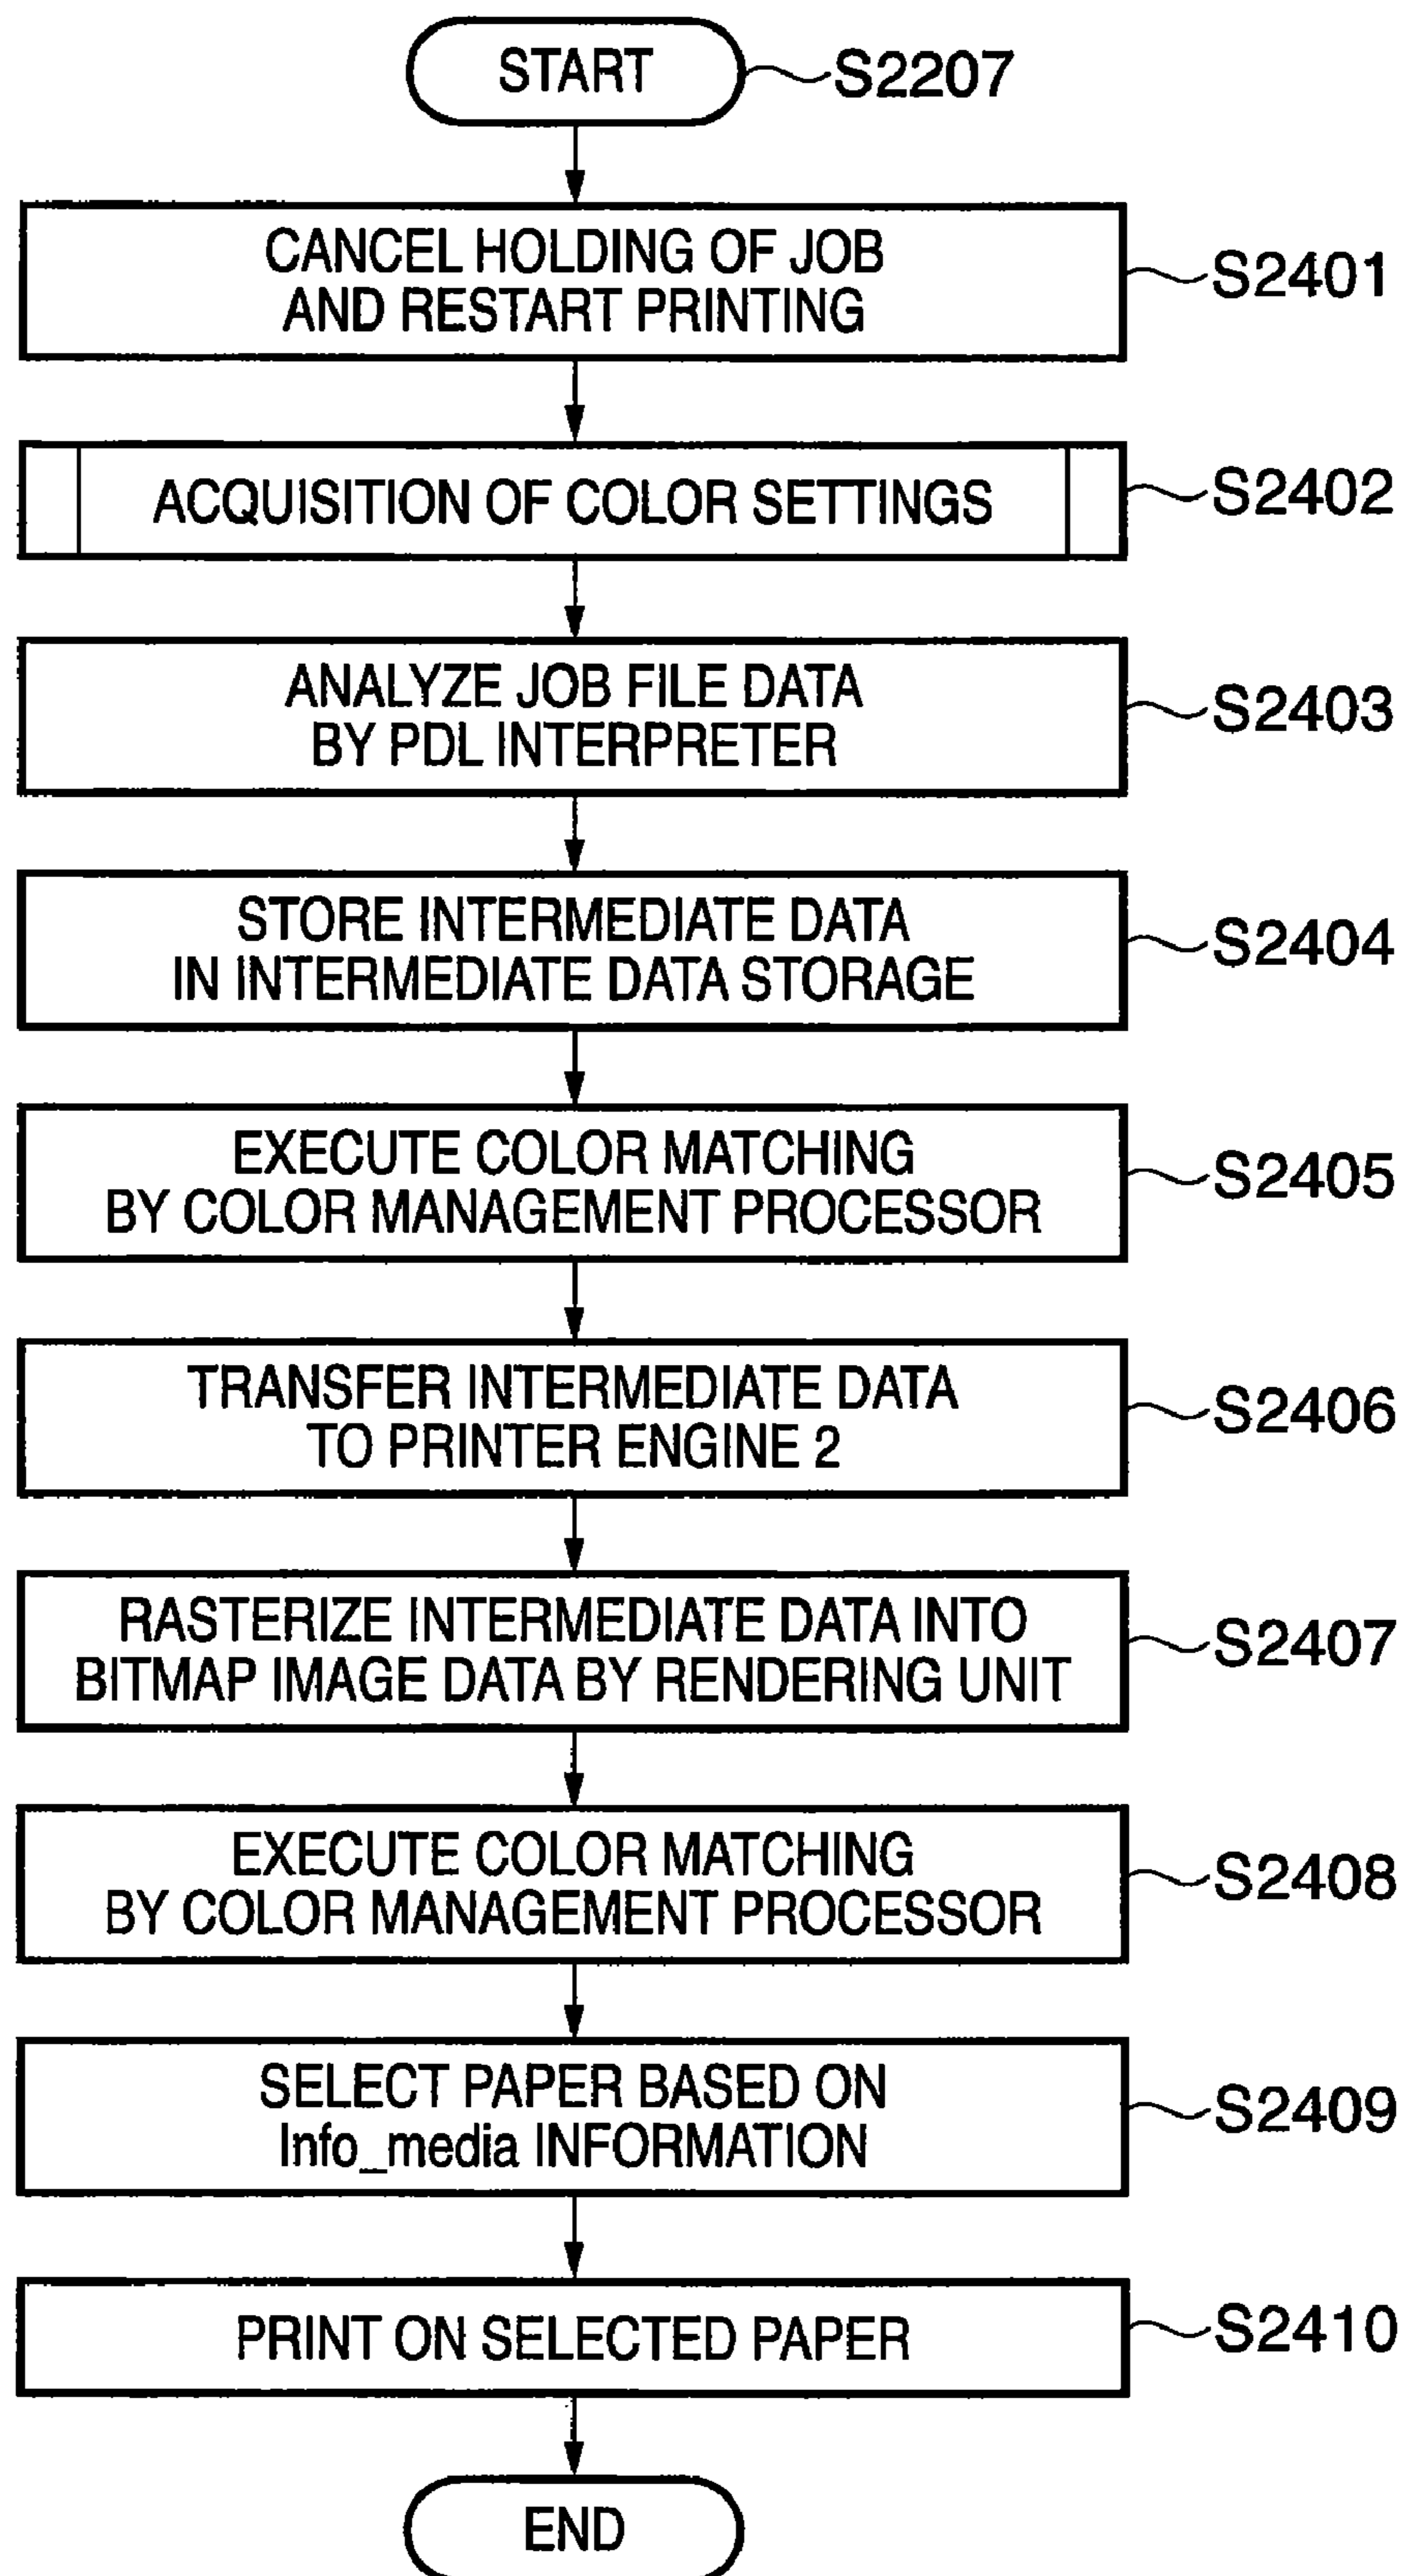 START
S2207
CANCEL HOLDING OF JOB
AND RESTART PRINTING
S2401
ACQUISITION OF COLOR SETTINGS
S2402
ANALYZE JOB FILE DATA
BY PDL INTERPRETER
S2403
STORE INTERMEDIATE DATA
IN INTERMEDIATE DATA STORAGE
S2404
EXECUTE COLOR MATCHING
BY COLOR MANAGEMENT PROCESSOR
S2405
TRANSFER INTERMEDIATE DATA
TO PRINTER ENGINE 2
S2406
RASTERIZE INTERMEDIATE DATA INTO
BITMAP IMAGE DATA BY RENDERING UNIT
S2407
EXECUTE COLOR MATCHING
BY COLOR MANAGEMENT PROCESSOR
S2408
SELECT PAPER BASED ON
Info_media INFORMATION
S2409
PRINT ON SELECTED PAPER
S2410
END